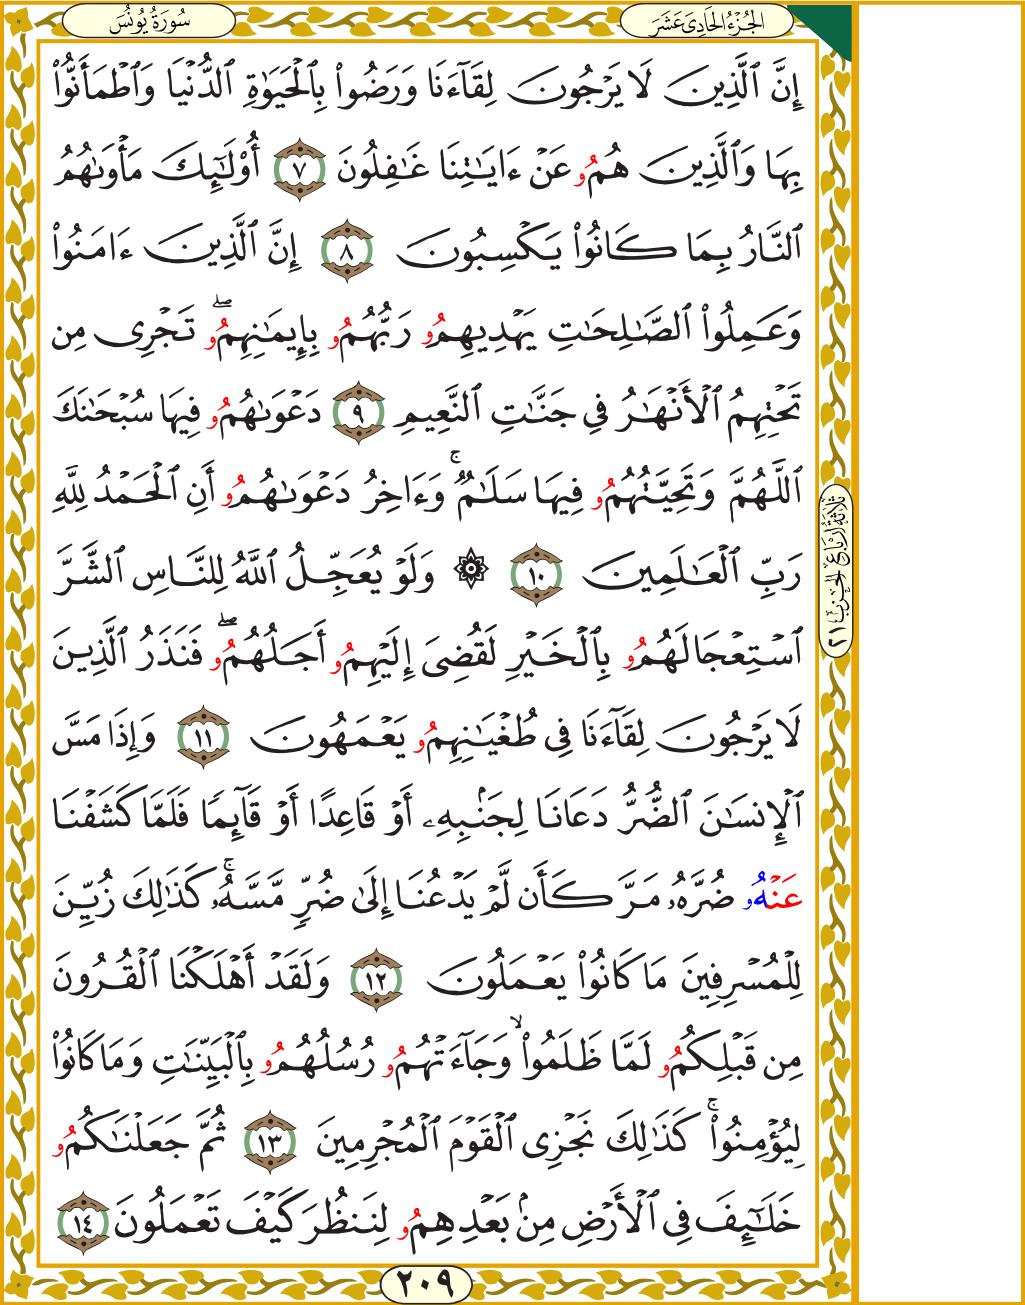 الجُزْءُ الحَادِىَ عَشَرَ
سُورَةُ يُونُسَ
إِنَّ ٱلَّذِينَ لَا يَرْجُونَ لِقَآءَنَا وَرَضُوا۟ بِٱلْحَيَوٰةِ ٱلدُّنْيَا وَٱطْمَأَنُّوا۟
بِهَا وَٱلَّذِينَ هُمُو عَنْ ءَايَٰتِنَا غَٰفِلُونَ ٧ أُو۟لَٰٓئِكَ مَأْوَىٰهُمُ
ٱلنَّارُ بِمَا كَانُوا۟ يَكْسِبُونَ ٨ إِنَّ ٱلَّذِينَ ءَامَنُوا۟
وَعَمِلُوا۟ ٱلصَّٰلِحَٰتِ يَهْدِيهِمُو رَبُّهُمُو بِإِيمَٰنِهِمُوۖ تَجْرِى مِن
تَحْتِهِمُ ٱلْأَنْهَٰرُ فِى جَنَّٰتِ ٱلنَّعِيمِ ٩ دَعْوَىٰهُمُو فِيهَا سُبْحَٰنَكَ
ٱللَّهُمَّ وَتَحِيَّتُهُمُو فِيهَا سَلَٰمٌۚ وَءَاخِرُ دَعْوَىٰهُمُو أَنِ ٱلْحَمْدُ لِلَّهِ
رَبِّ ٱلْعَٰلَمِينَ ١٠ ۞ وَلَوْ يُعَجِّلُ ٱللَّهُ لِلنَّاسِ ٱلشَّرَّ
ٱسْتِعْجَالَهُمُو بِٱلْخَيْرِ لَقُضِىَ إِلَيْهِمُو أَجَلُهُمُوۖ فَنَذَرُ ٱلَّذِينَ
لَا يَرْجُونَ لِقَآءَنَا فِى طُغْيَٰنِهِمُو يَعْمَهُونَ ١١ وَإِذَا مَسَّ
ٱلْإِنسَٰنَ ٱلضُّرُّ دَعَانَا لِجَنۢبِهِۦ أَوْ قَاعِدًا أَوْ قَآئِمًا فَلَمَّا كَشَفْنَا
عَنْهُو ضُرَّهُۥ مَرَّ كَأَن لَّمْ يَدْعُنَا إِلَىٰ ضُرٍّ مَّسَّهُۥۚ كَذَٰلِكَ زُيِّنَ
لِلْمُسْرِفِينَ مَا كَانُوا۟ يَعْمَلُونَ ١٢ وَلَقَدْ أَهْلَكْنَا ٱلْقُرُونَ
مِن قَبْلِكُمُو لَمَّا ظَلَمُوا۟ۙ وَجَآءَتْهُمُو رُسُلُهُمُو بِٱلْبَيِّنَٰتِ وَمَا كَانُوا۟
لِيُؤْمِنُوا۟ۚ كَذَٰلِكَ نَجْزِى ٱلْقَوْمَ ٱلْمُجْرِمِينَ ١٣ ثُمَّ جَعَلْنَٰكُمُو
خَلَٰٓئِفَ فِى ٱلْأَرْضِ مِنۢ بَعْدِهِمُو لِنَنظُرَ كَيْفَ تَعْمَلُونَ ١٤
ثَلَاثَةُ أَرْبَاعِ الحِزْبُ ٢١
٢٠٩